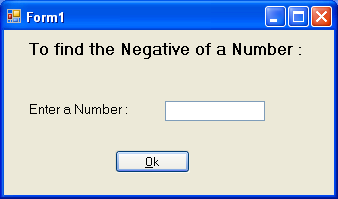 Form1
To find the Negative of a Number :
Enter a Number :
Ok